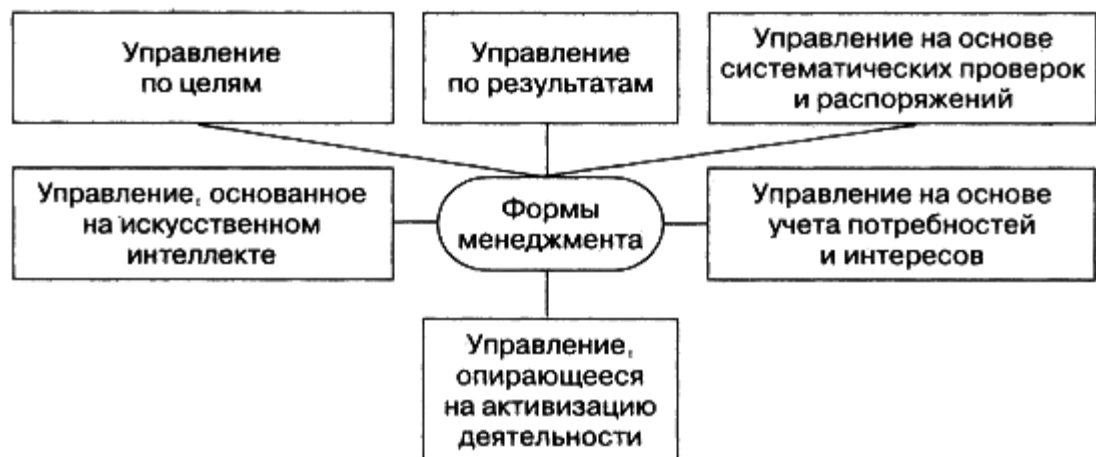 Управление
по целям
Управление
по результатам
Управление на основе
систематических проверок
и распоряжений
Управление, основанное
на искусственном
интеллекте
Формы
менеджмента
Управление на основе
учета потребностей
и интересов
Управление,
опирающееся
на активизацию
деятельности